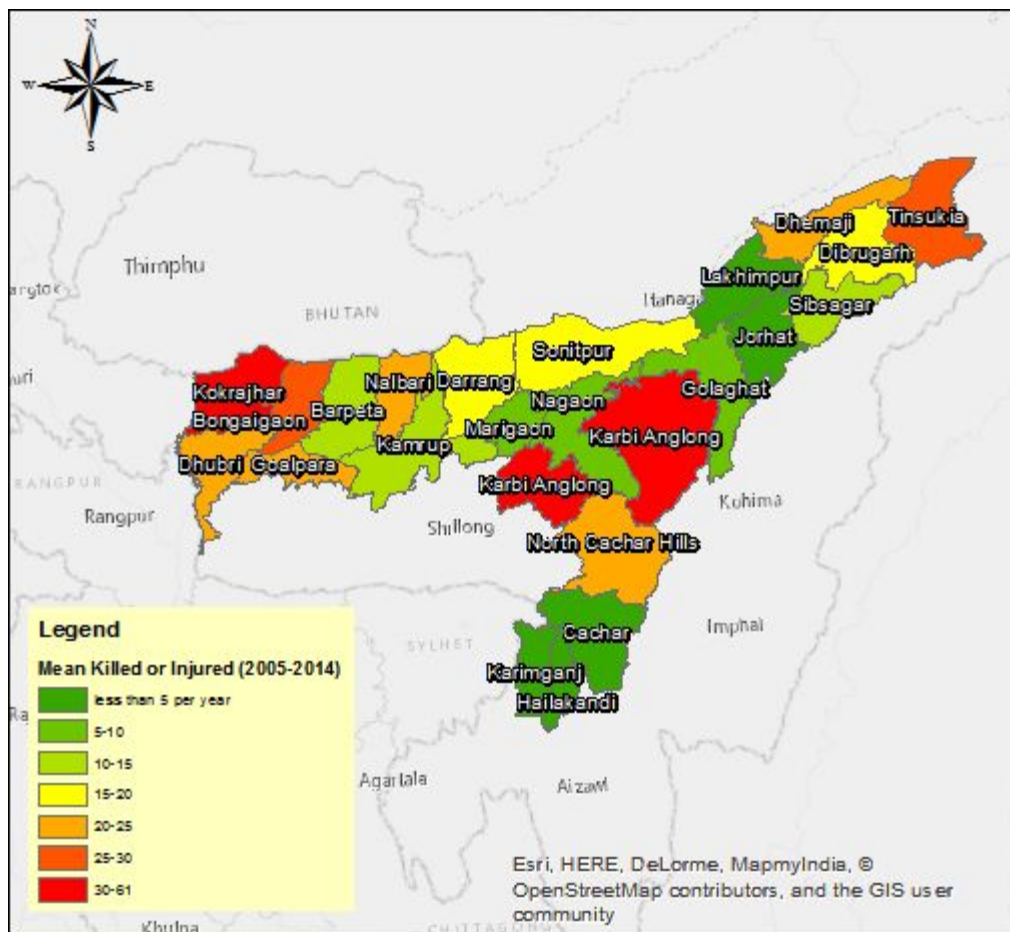 N
W
E
S
Tinsukia
Dhemaji
Dibrugarh
Thimphu
Lakhimpur
Itanaga
Sibsagar
BHUTAN
Jorhat
Sonitpur
Kokrajhar
Nalbari
Darrang
Golaghat
Nagaon
Barpeta
Bongaigaon
Marigaon
Karbi Anglong
Kamrup
Dhubri
Goalpara
RANGPUR
Karbi Anglong
Kohima
Rangpur
Shillong
North Cachar Hills
Legend
Imphal
Cachar
SYLHET
Mean Killed or Injured (2005-2014)
Karimganj
less than 5 per year
Hailakandi
5-10
10-15
Agartala
Aizawl
15-20
20-25
25-30
30-61
Esri, HERE, DeLorme, MapmyIndia, ©
OpenStreetMap contributors, and the GIS user
community
Khulna
CHITTAGONG